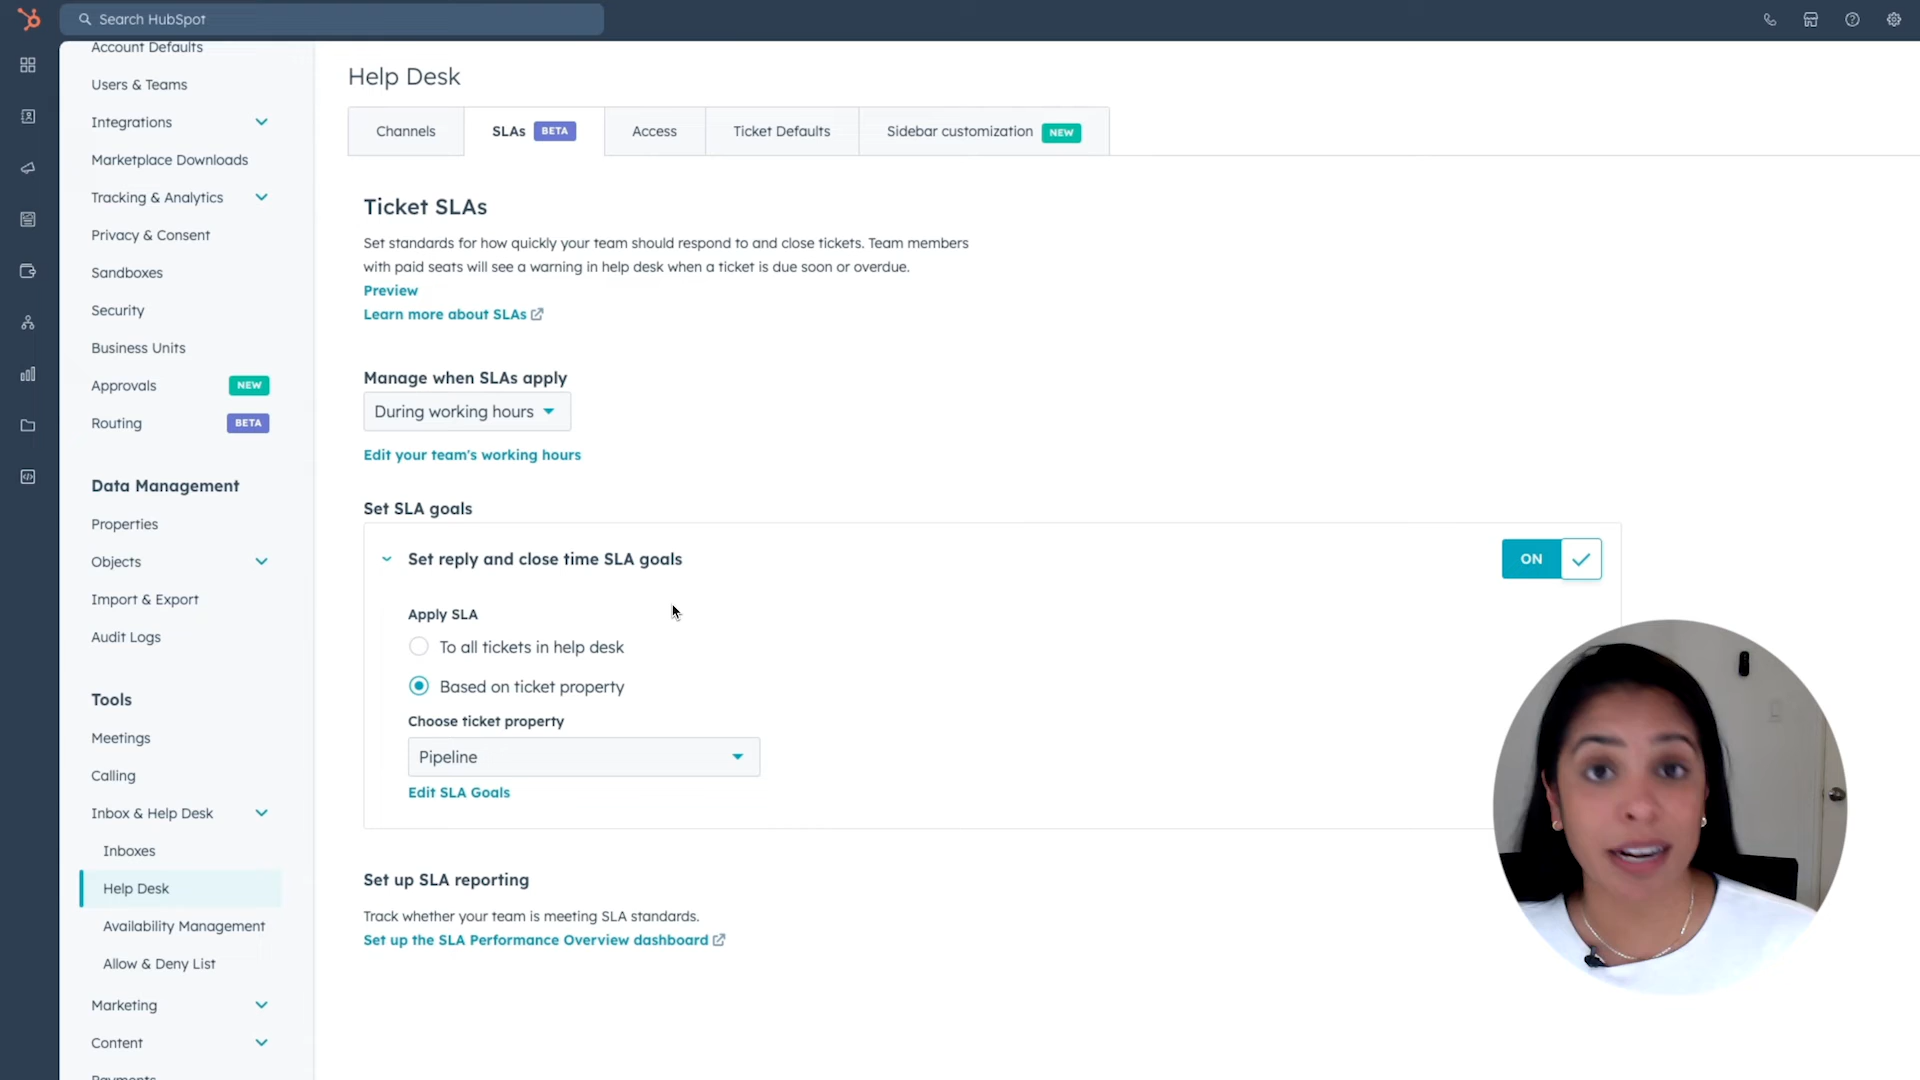 Search HubSpot
Account Defaults
Users & Teams
Integrations
Marketplace Downloads
Tracking & Analytics
Privacy & Consent
Sandboxes
Security
Business Units
Approvals NEW
Routing BETA
Data Management
Properties
Objects
Import & Export
Audit Logs
Tools
Meetings
Calling
Inbox & Help Desk
Inboxes
Help Desk
Availability Management
Allow & Deny List
Marketing
Content
Payments
Help Desk
Channels
SLAs BETA
Access
Ticket Defaults
Sidebar customization NEW
Ticket SLAs
Set standards for how quickly your team should respond to and close tickets. Team members
with paid seats will see a warning in help desk when a ticket is due soon or overdue.
Preview
Learn more about SLAs
Manage when SLAs apply
During working hours
Edit your team's working hours
Set SLA goals
Set reply and close time SLA goals
ON
Apply SLA
To all tickets in help desk
Based on ticket property
Choose ticket property
Pipeline
Edit SLA Goals
Set up SLA reporting
Track whether your team is meeting SLA standards.
Set up the SLA Performance Overview dashboard